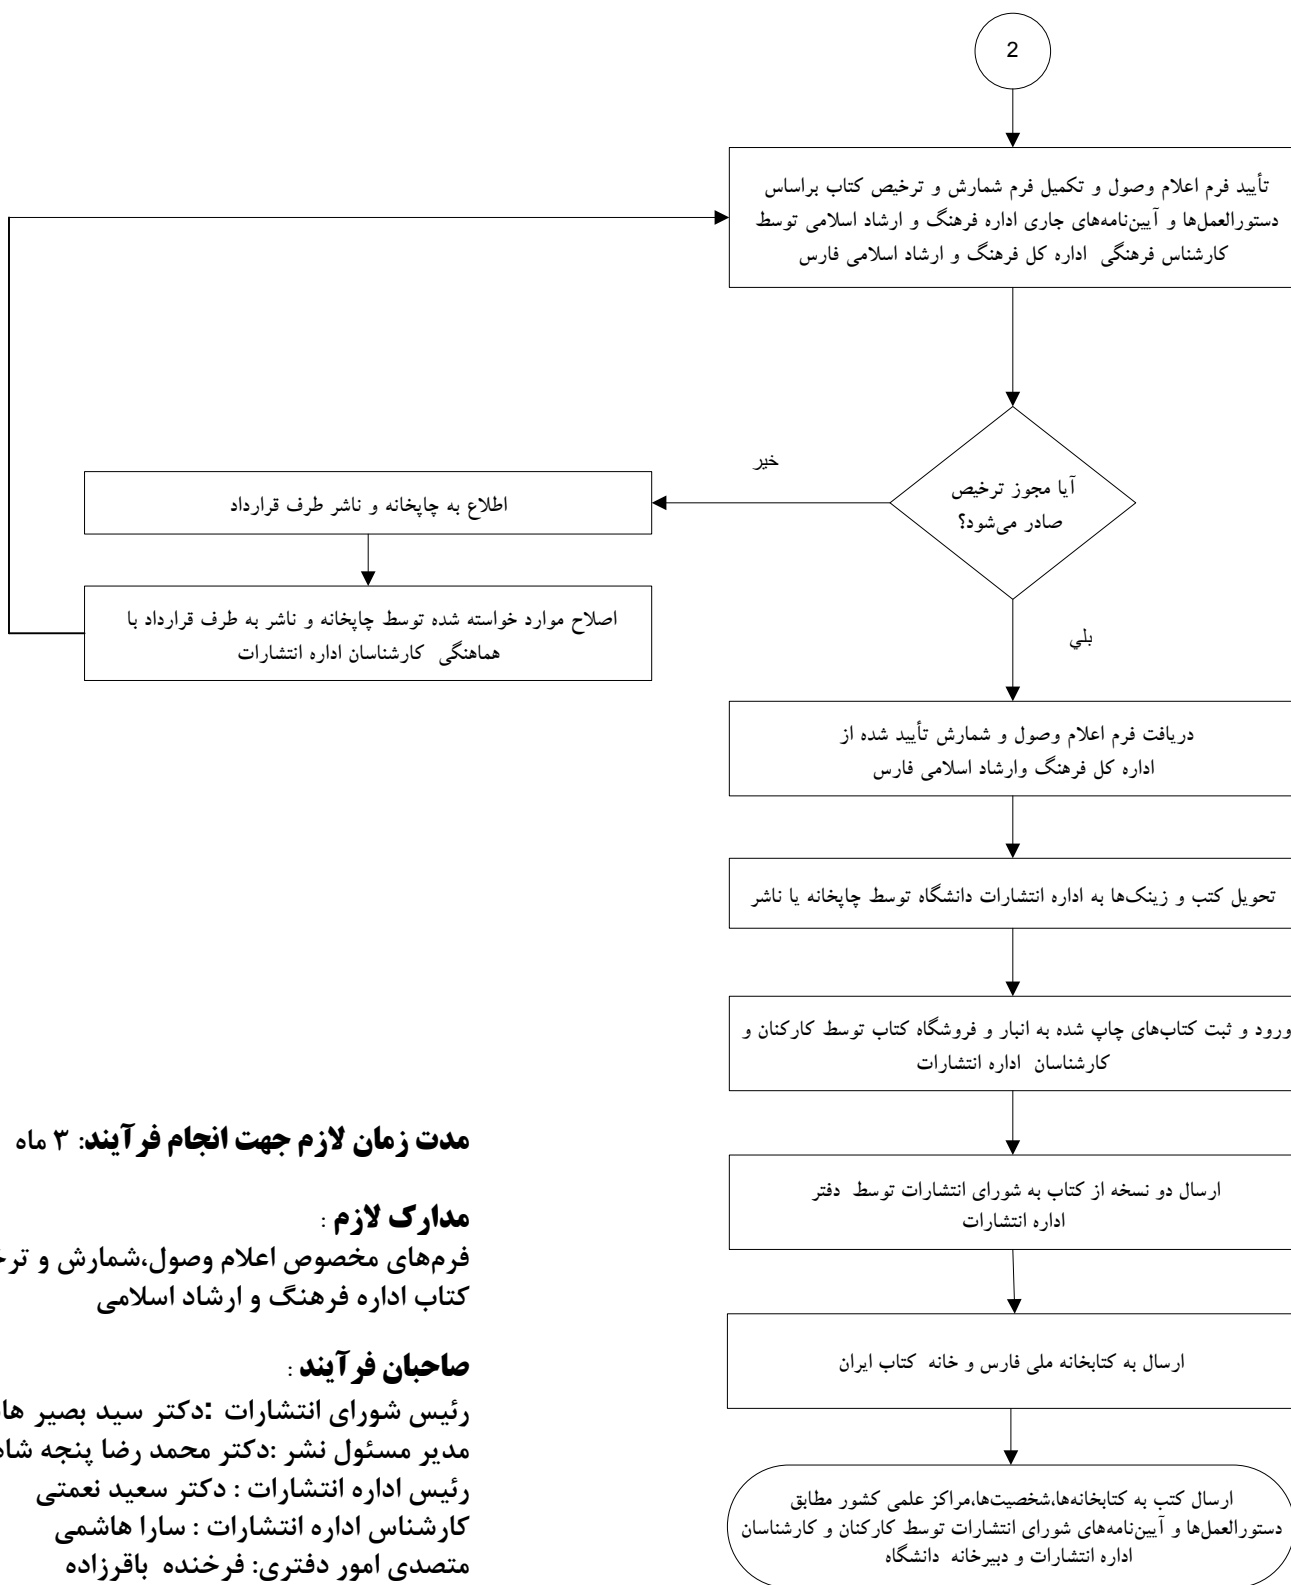 2
تأیید فرم اعلام وصول و تکمیل فرم شمارش و ترخیص کتاب براساس
دستورالعمل‌ها و آیین‌نامه‌های جاری اداره فرهنگ و ارشاد اسلامی توسط
کارشناس فرهنگی اداره کل فرهنگ و ارشاد اسلامی فارس
آیا مجوز ترخیص
صادر می‌شود؟
خیر
اطلاع به چاپخانه و ناشر طرف قرارداد
اصلاح موارد خواسته شده توسط چاپخانه و ناشر به طرف قرارداد با
هماهنگی کارشناسان اداره انتشارات
بلي
دریافت فرم اعلام وصول و شمارش تأیید شده از
اداره کل فرهنگ وارشاد اسلامی فارس
تحویل کتب و زینک‌ها به اداره انتشارات دانشگاه توسط چاپخانه یا ناشر
ورود و ثبت کتاب‌های چاپ شده به انبار و فروشگاه کتاب توسط کارکنان و
کارشناسان اداره انتشارات
ارسال دو نسخه از کتاب به شورای انتشارات توسط دفتر
اداره انتشارات
ارسال به کتابخانه ملی فارس و خانه کتاب ایران
ارسال کتب به کتابخانه‌ها،شخصیت‌ها،مراکز علمی کشور مطابق
دستورالعمل‌ها و آیین‌نامه‌های شورای انتشارات توسط کارکنان و کارشناسان
اداره انتشارات و دبیرخانه دانشگاه
مدت زمان لازم جهت انجام فرآیند: ۳ ماه
مدارک لازم :
فرم‌های مخصوص اعلام وصول،شمارش و
کتاب اداره فرهنگ و ارشاد اسلامی
صاحبان فرآیند :
رئیس شورای انتشارات :دکتر سید بصیر
مدیر مسئول نشر :دکتر محمد رضا پنجه
رئیس اداره انتشارات : دکتر سعید نعمتی
کارشناس اداره انتشارات : سارا هاشمی
متصدی امور دفتری: فرخنده باقرزاده